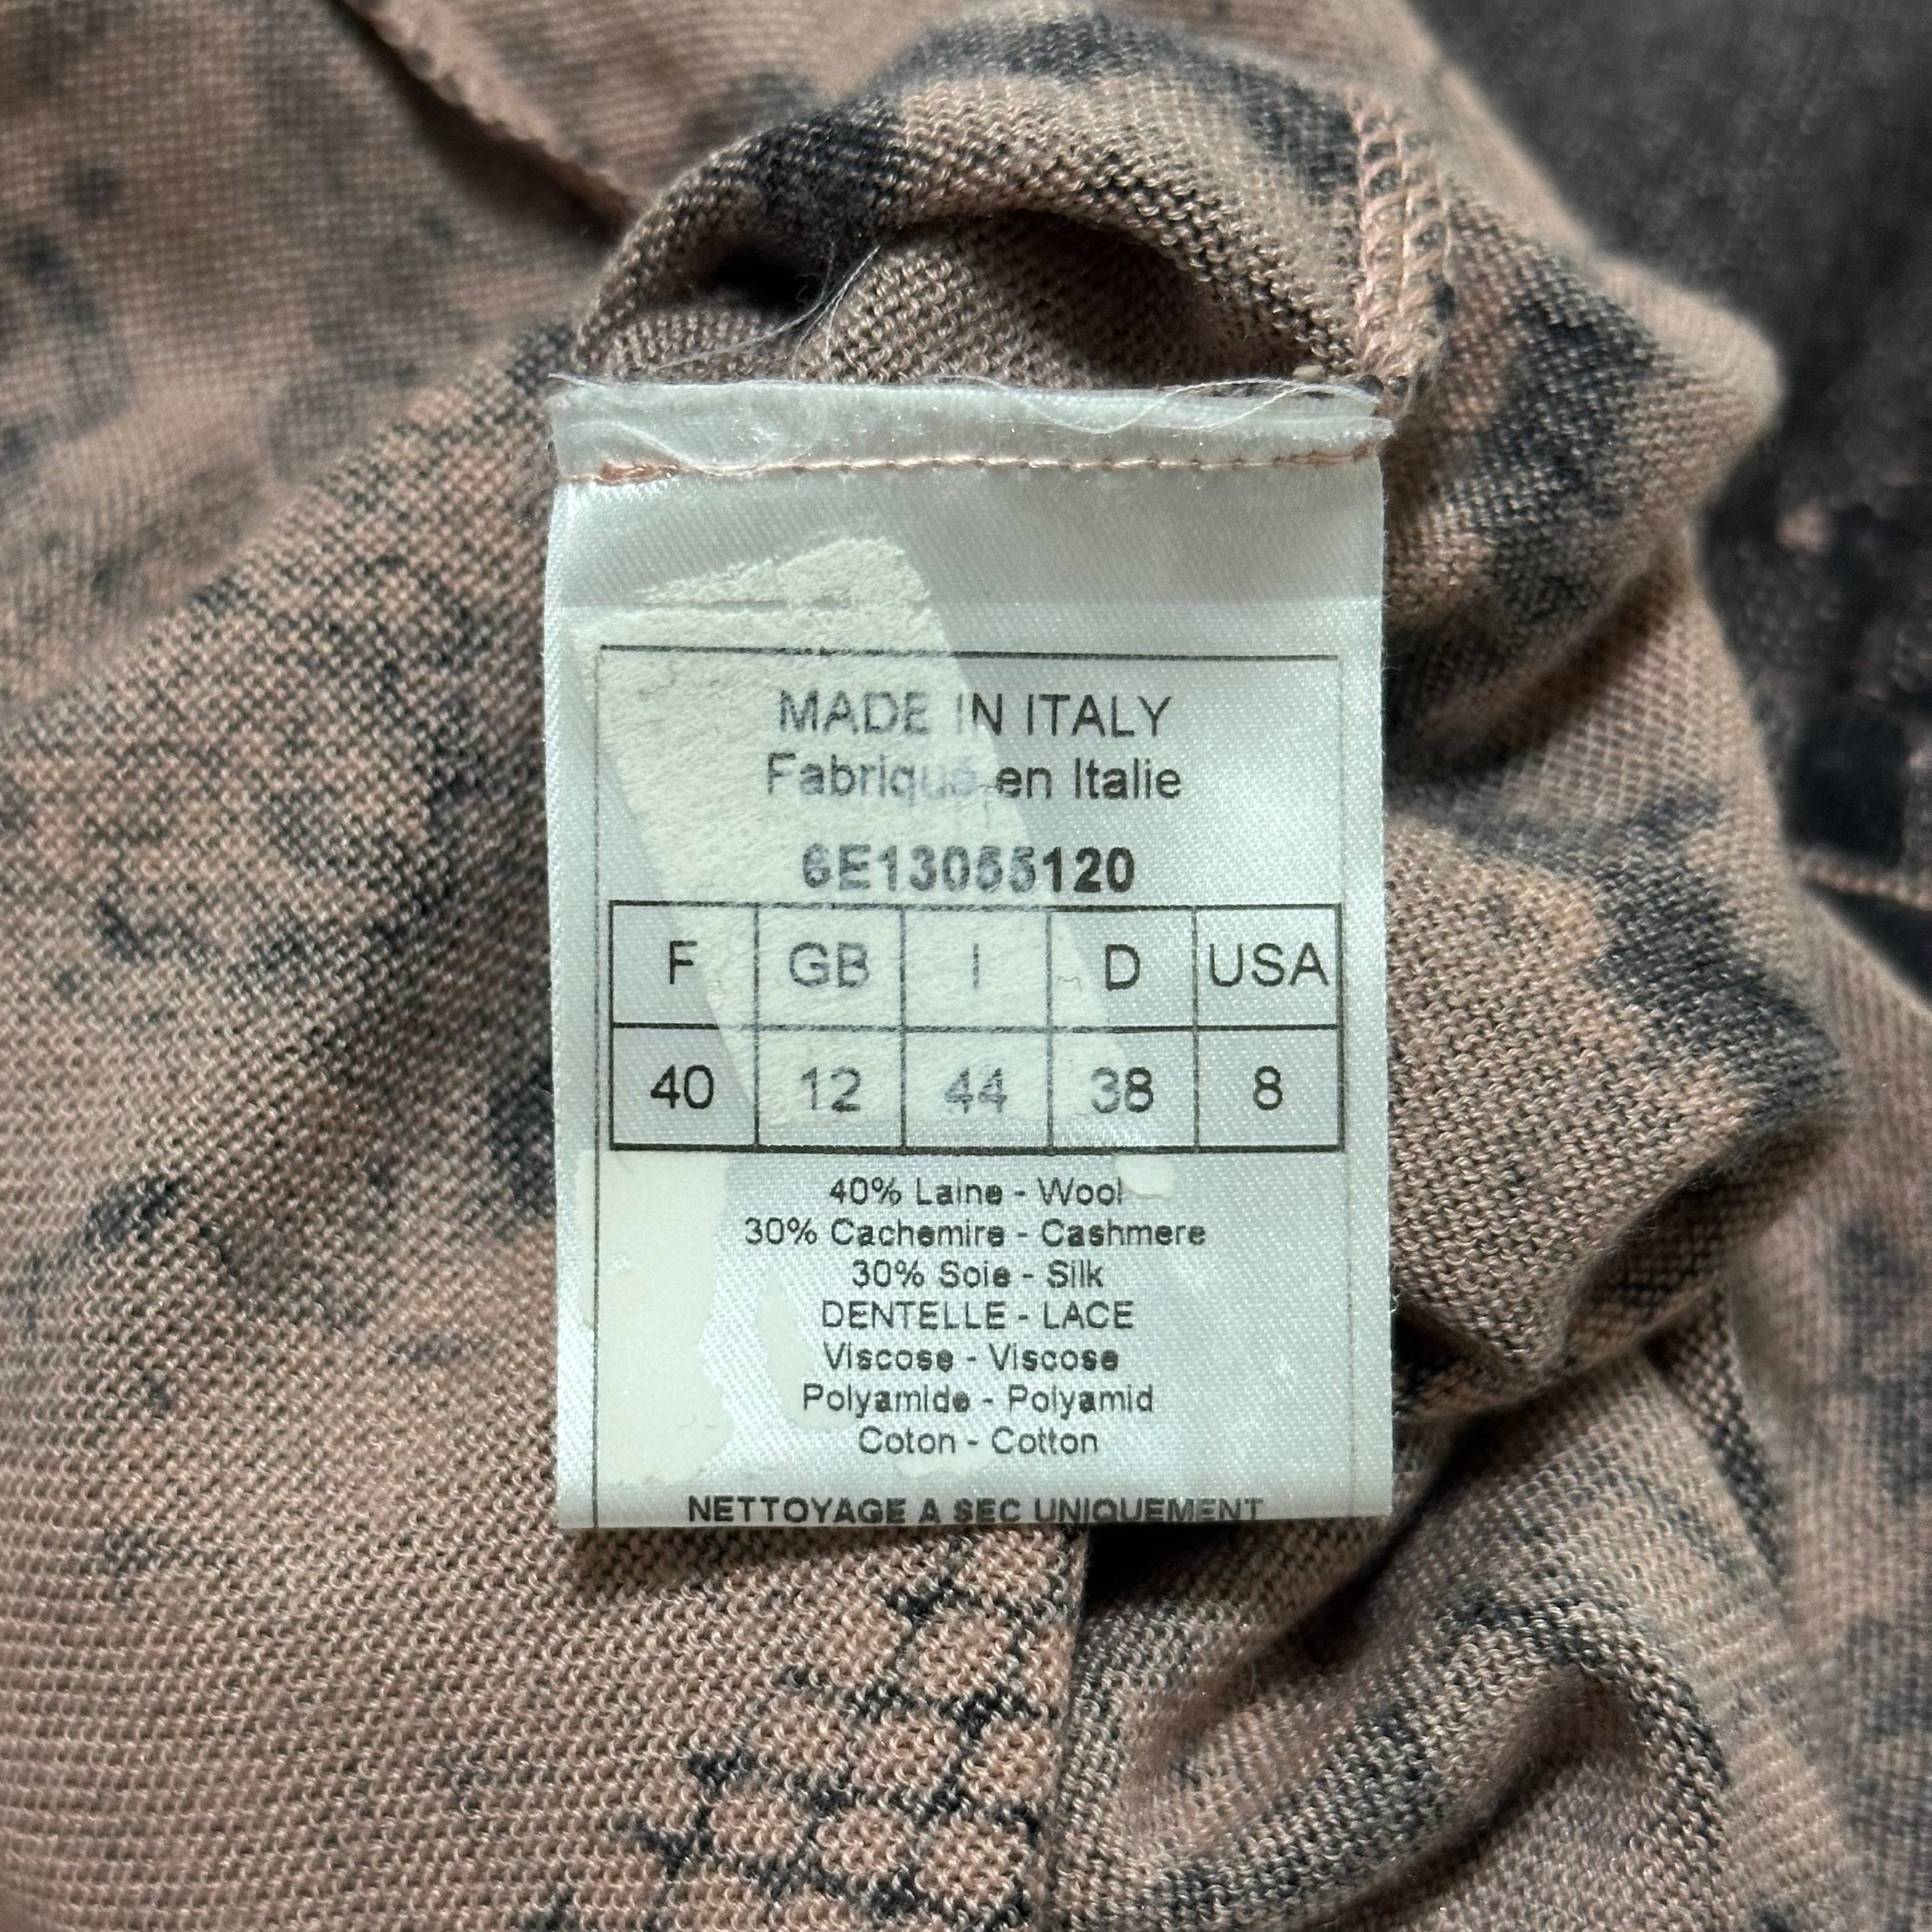 MADE IN ITALY
Fabriqué en Italie
6E13055120
F GB I D USA
40 12 44 38 8
40% Laine - Wool
30% Cachemire - Cashmere
30% Soie - Silk
DENTELLE - LACE
Viscose - Viscose
Polyamide - Polyamid
Coton - Cotton
NETTOYAGE A SEC UNIQUEMENT